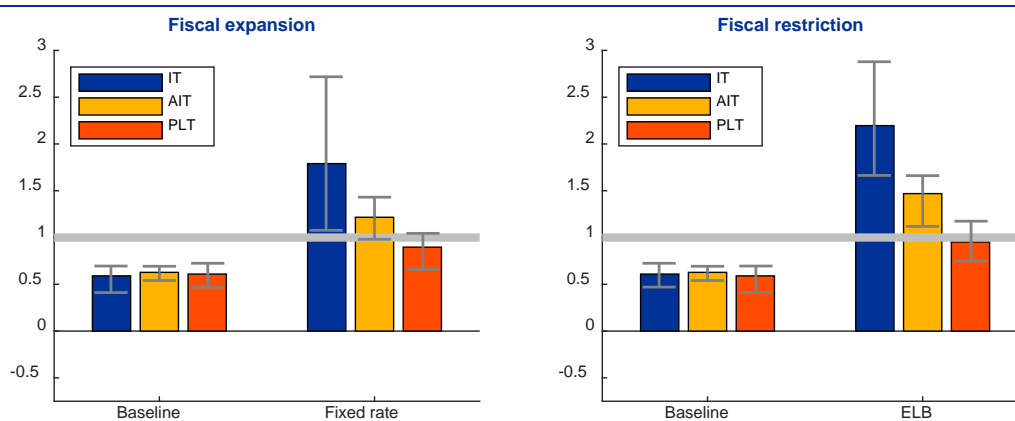 Fiscal expansion
3
2.5
2
1.5
1
0.5
0
-0.5
IT
AIT
PLT
Baseline
Fixed rate
Fiscal restriction
3
2.5
2
1.5
1
0.5
0
-0.5
IT
AIT
PLT
Baseline
ELB